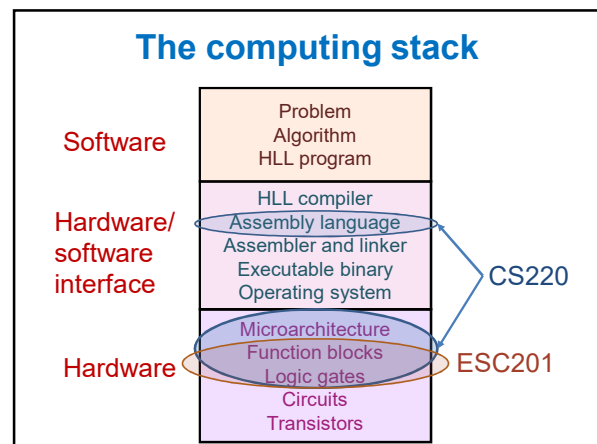 The computing stack
Software
Problem
Algorithm
HLL program
Hardware/
software
interface
HLL compiler
Assembly language
Assembler and linker
Executable binary
Operating system
CS220
Hardware
Microarchitecture
Function blocks
Logic gates
Circuits
Transistors
ESC201